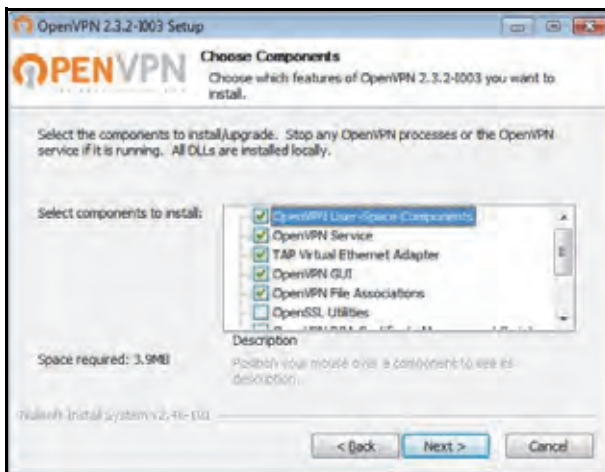 OpenVPN 2.3.2-I003 Setup
OPENVPN
Choose Components
Choose which features of OpenVPN 2.3.2-I003 you want to
install.
Select the components to install/upgrade. Stop any OpenVPN processes or the OpenVPN
service if it is running. All DLLs are installed locally.
Select components to install:
OpenVPN User-Space Components
OpenVPN Service
TAP Virtual Ethernet Adapter
OpenVPN GUI
OpenVPN File Associations
OpenSSL Utilities
Description
Space required: 3.9MB
Position your mouse over a component to see its
description.
Nullsoft Install System
< Back
Next >
Cancel